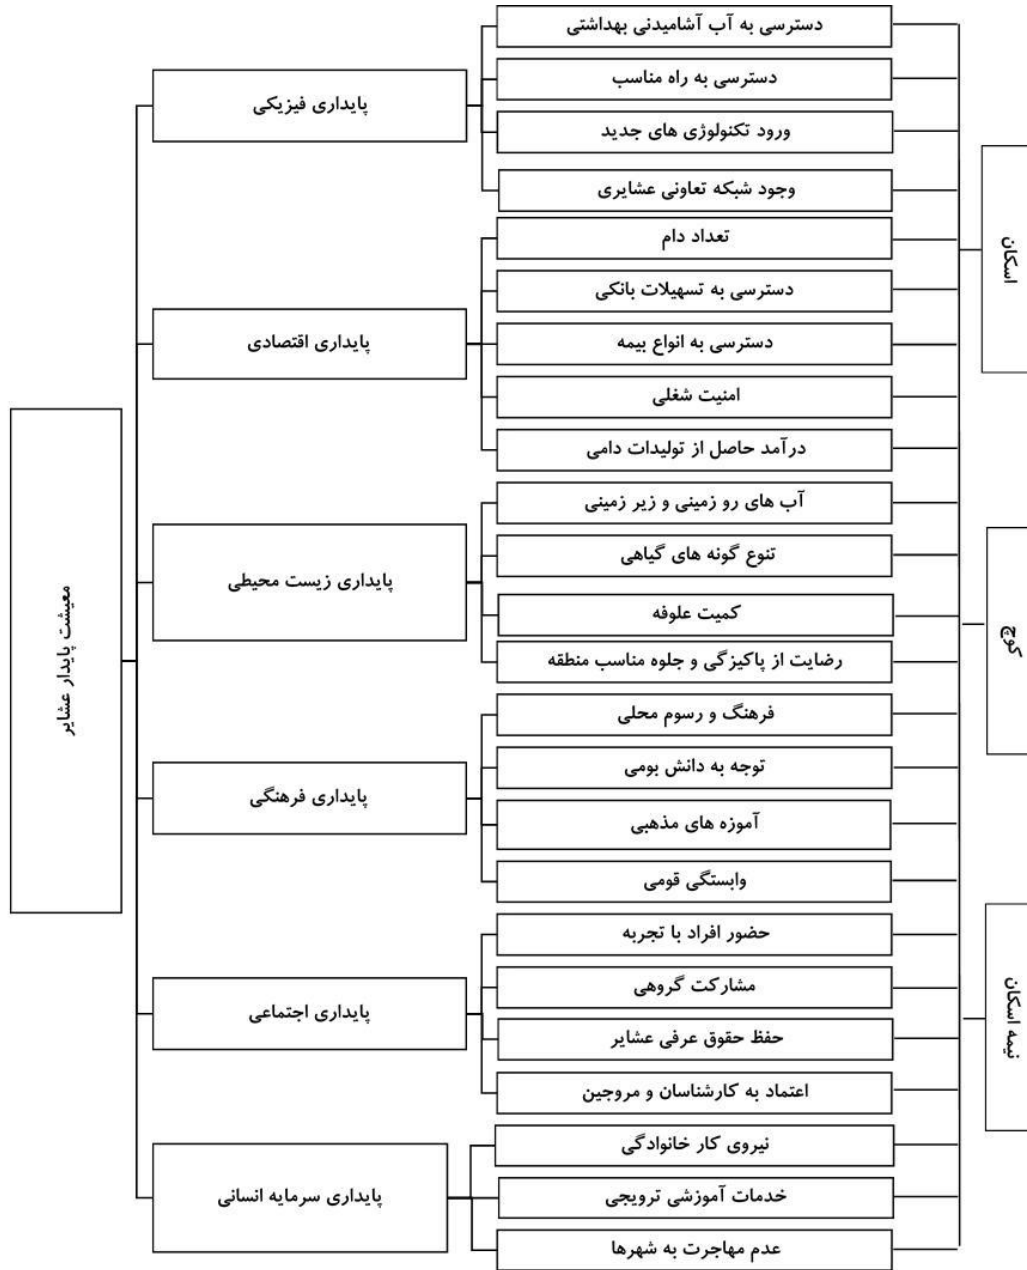 معیشت پایدار عشایر
پایداری فیزیکی
دسترسی به آب آشامیدنی بهداشتی
دسترسی به راه مناسب
ورود تکنولوژی های جدید
وجود شبکه تعاونی عشایری
پایداری اقتصادی
تعداد دام
دسترسی به تسهیلات بانکی
دسترسی به انواع بیمه
امنیت شغلی
درآمد حاصل از تولیدات دامی
پایداری زیست محیطی
آب های رو زمینی و زیر زمینی
تنوع گونه های گیاهی
کمیت علوفه
رضایت از پاکیزگی و جلوه مناسب منطقه
پایداری فرهنگی
فرهنگ و رسوم محلی
توجه به دانش بومی
آموزه های مذهبی
وابستگی قومی
پایداری اجتماعی
حضور افراد با تجربه
مشارکت گروهی
حفظ حقوق عرفی عشایر
اعتماد به کارشناسان و مروجین
پایداری سرمایه انسانی
نیروی کار خانوادگی
خدمات آموزشی ترویجی
عدم مهاجرت به شهرها
اسکان
کوچ
نیمه اسکان